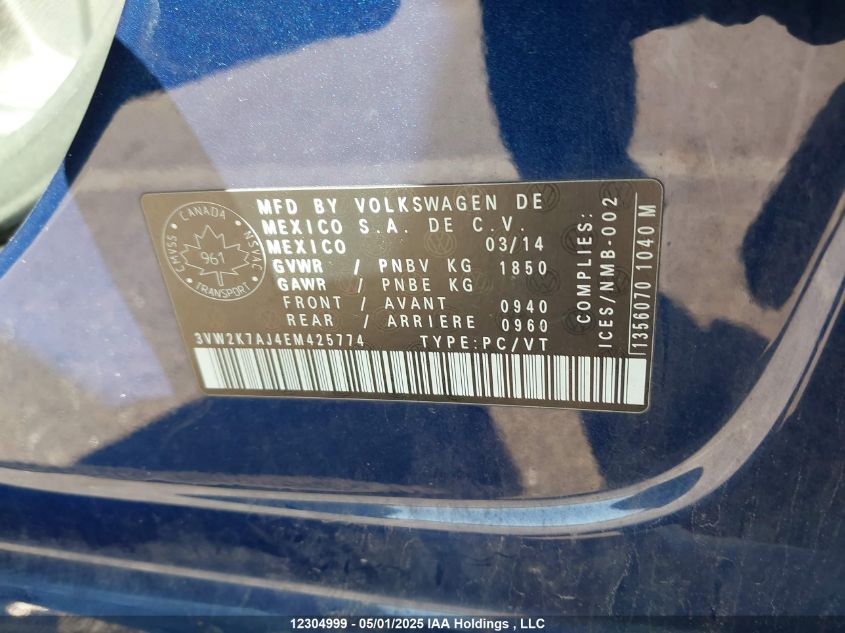 CANADA
CMVSS
NSVAC
961
TRANSPORT
MFD BY VOLKSWAGEN DE
MEXICO S.A. DE C.V.
MEXICO 03/14
GVWR / PNBV KG 1850
GAWR / PNBE KG
FRONT / AVANT 0940
REAR / ARRIERE 0960
3VW2K7AJ4EM425774 TYPE:PC/VT
COMPLIES:
ICES/NMB-002
1356070 1040 M
12304999 - 05/01/2025 IAA Holdings , LLC